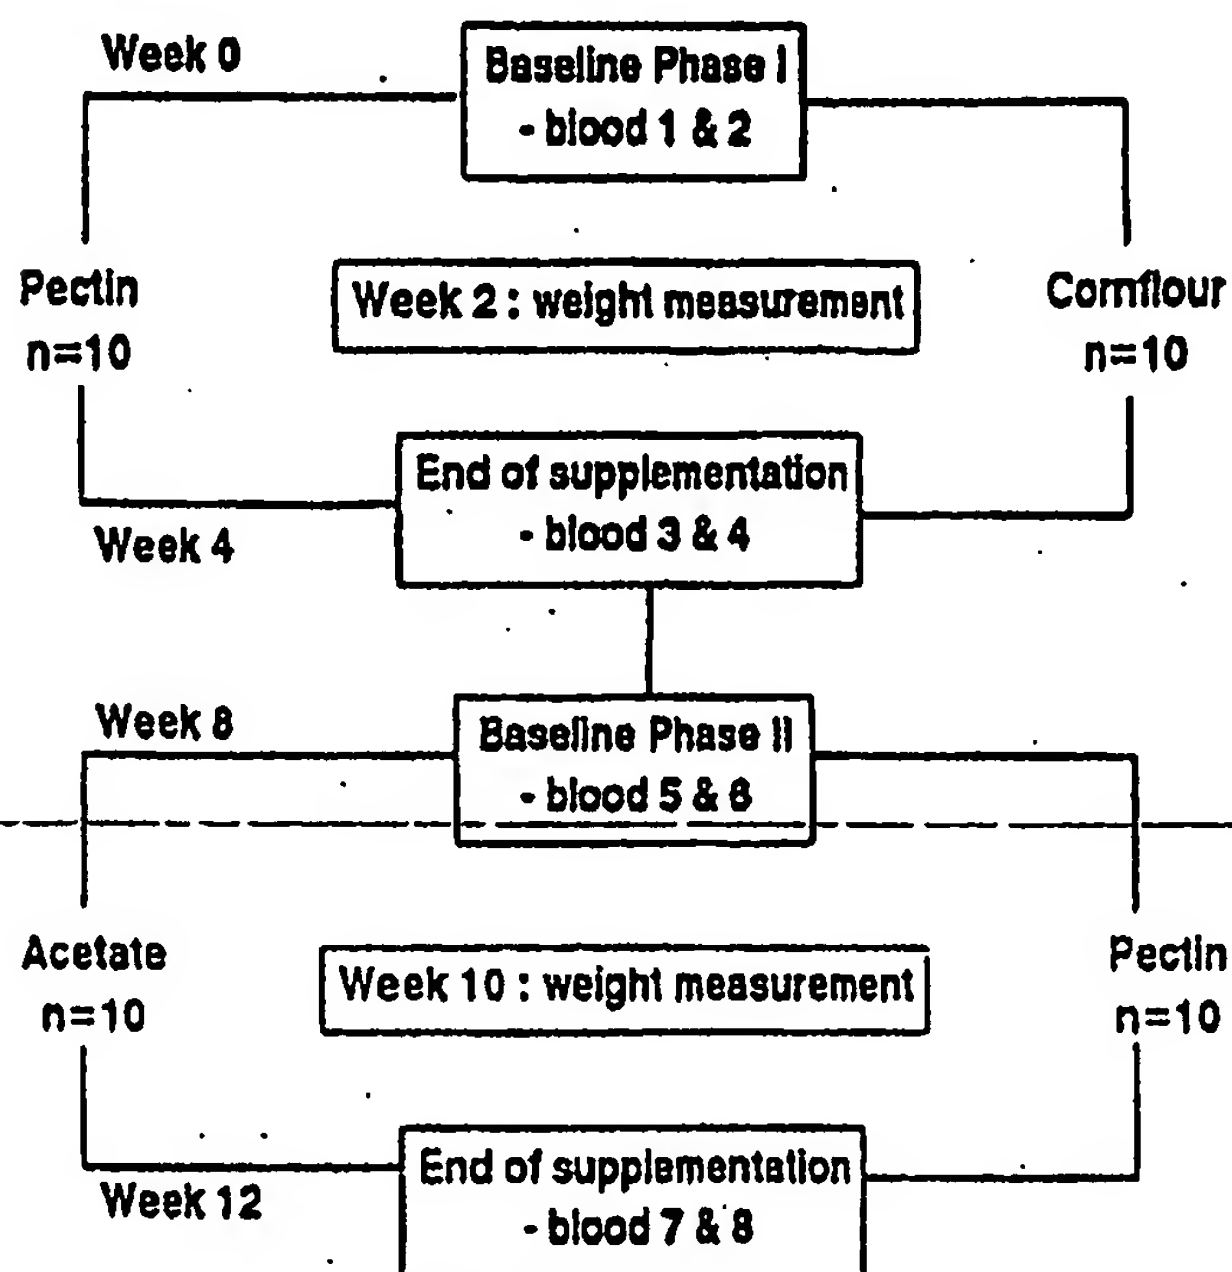 Week 0
Baseline Phase I
- blood 1 & 2
Pectin
n=10
Week 2 : weight measurement
Cornflour
n=10
End of supplementation
- blood 3 & 4
Week 4
Week 8
Baseline Phase II
- blood 5 & 6
Acetate
n=10
Week 10 : weight measurement
Pectin
n=10
End of supplementation
- blood 7 & 8
Week 12